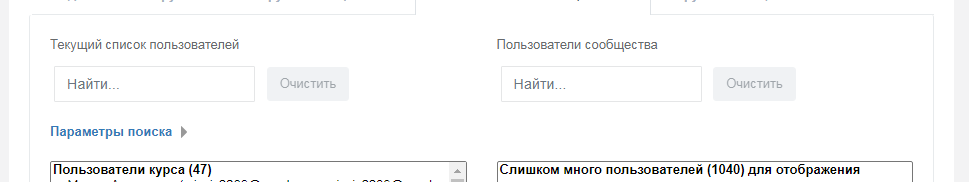 Текущий список пользователей
Пользователи сообщества
Найти...
Очистить
Найти...
Очистить
Параметры поиска
Пользователи курса (47)
Слишком много пользователей (1040) для отображения